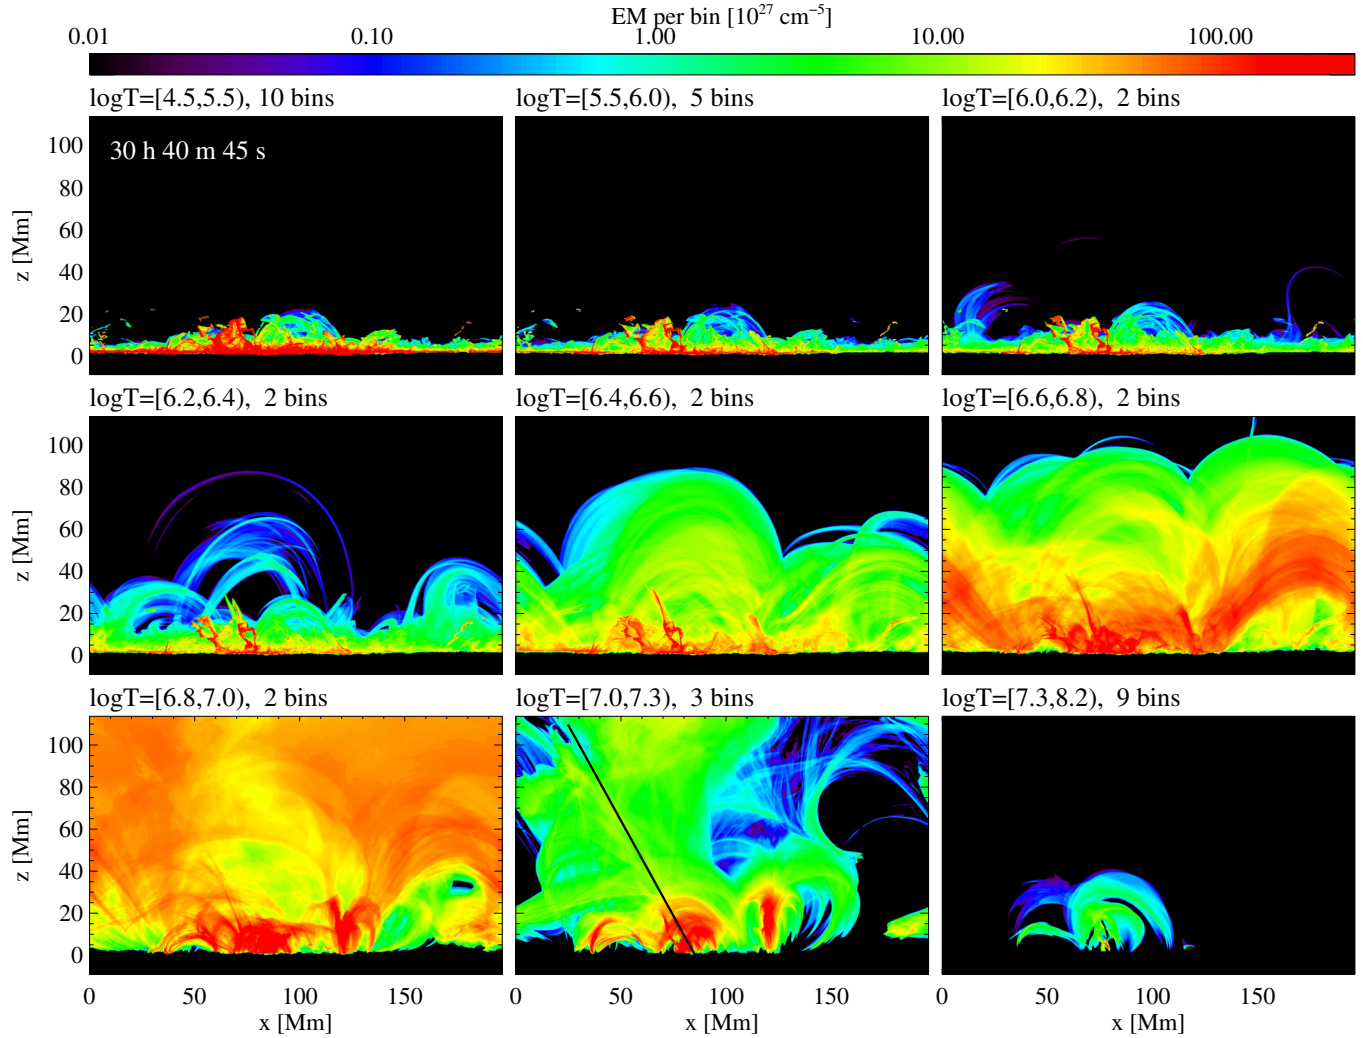 EM per bin [10²⁷ cm⁻⁵]
0.01 0.10 1.00 10.00 100.00
logT=[4.5,5.5), 10 bins
logT=[5.5,6.0), 5 bins
logT=[6.0,6.2), 2 bins
30 h 40 m 45 s
z [Mm]
100
80
60
40
20
0
logT=[6.2,6.4), 2 bins
logT=[6.4,6.6), 2 bins
logT=[6.6,6.8), 2 bins
z [Mm]
100
80
60
40
20
0
logT=[6.8,7.0), 2 bins
logT=[7.0,7.3), 3 bins
logT=[7.3,8.2), 9 bins
z [Mm]
100
80
60
40
20
0
0 50 100 150
0 50 100 150
0 50 100 150
x [Mm]
x [Mm]
x [Mm]